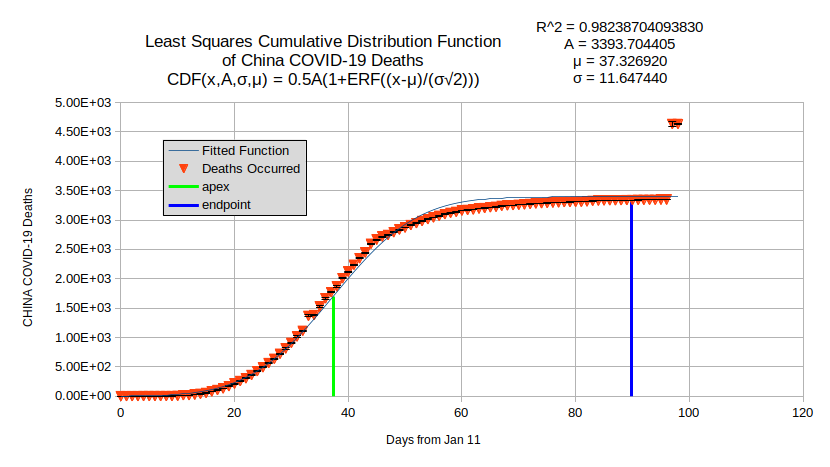 Least Squares Cumulative Distribution Function
of China COVID-19 Deaths
CDF(x,A,σ,μ) = 0.5A(1+ERF((x-μ)/(σ√2)))
R^2 = 0.98238704093830
A = 3393.704405
μ = 37.326920
σ = 11.647440
CHINA COVID-19 Deaths
5.00E+03
4.50E+03
4.00E+03
3.50E+03
3.00E+03
2.50E+03
2.00E+03
1.50E+03
1.00E+03
5.00E+02
0.00E+00
Fitted Function
Deaths Occurred
apex
endpoint
0 20 40 60 80 100 120
Days from Jan 11